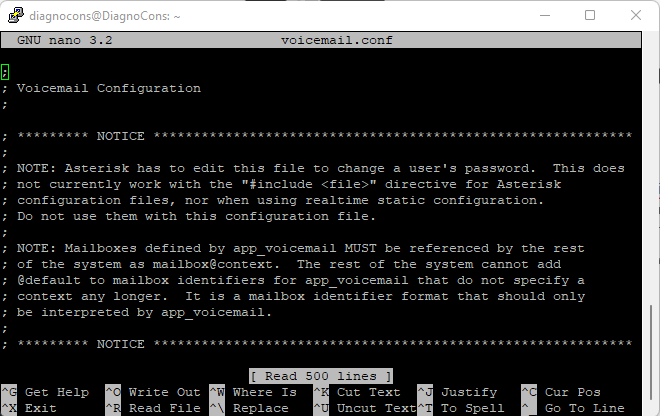 diagnocons@DiagnoCons: ~
GNU nano 3.2 voicemail.conf
;
; Voicemail Configuration
;
; ********* NOTICE *************************************************************
;
; NOTE: Asterisk has to edit this file to change a user's password.  This does
; not currently work with the "#include <file>" directive for Asterisk
; configuration files, nor when using realtime static configuration.
; Do not use them with this configuration file.
;
; NOTE: Mailboxes defined by app_voicemail MUST be referenced by the rest
; of the system as mailbox@context.  The rest of the system cannot add
; @default to mailbox identifiers for app_voicemail that do not specify a
; context any longer.  It is a mailbox identifier format that should only
; be interpreted by app_voicemail.
;
; ********* NOTICE *************************************************************
[ Read 500 lines ]
^G Get Help ^O Write Out ^W Where Is ^K Cut Text ^J Justify ^C Cur Pos
^X Exit ^R Read File ^\ Replace ^U Uncut Text^T To Spell ^_ Go To Line